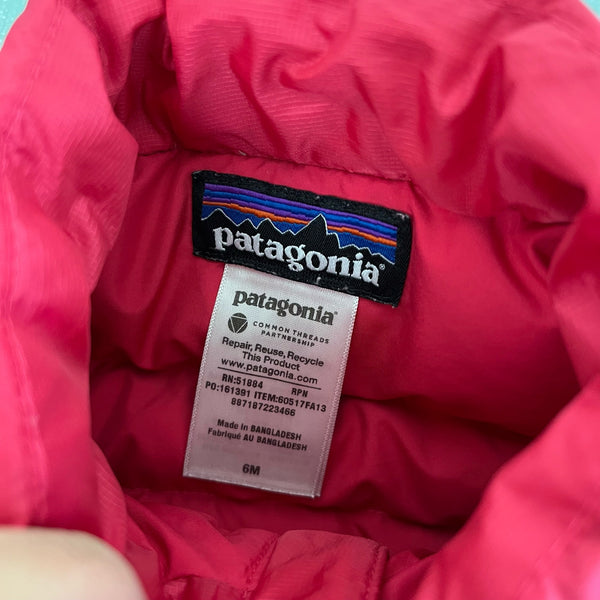 patagonia®
patagonia®
COMMON THREADS
PARTNERSHIP
Repair, Reuse, Recycle
This Product
www.patagonia.com
RN:51884 RPN
PO:161391 ITEM:60517FA13
887187223466
Made in BANGLADESH
Fabriqué AU BANGLADESH
6M